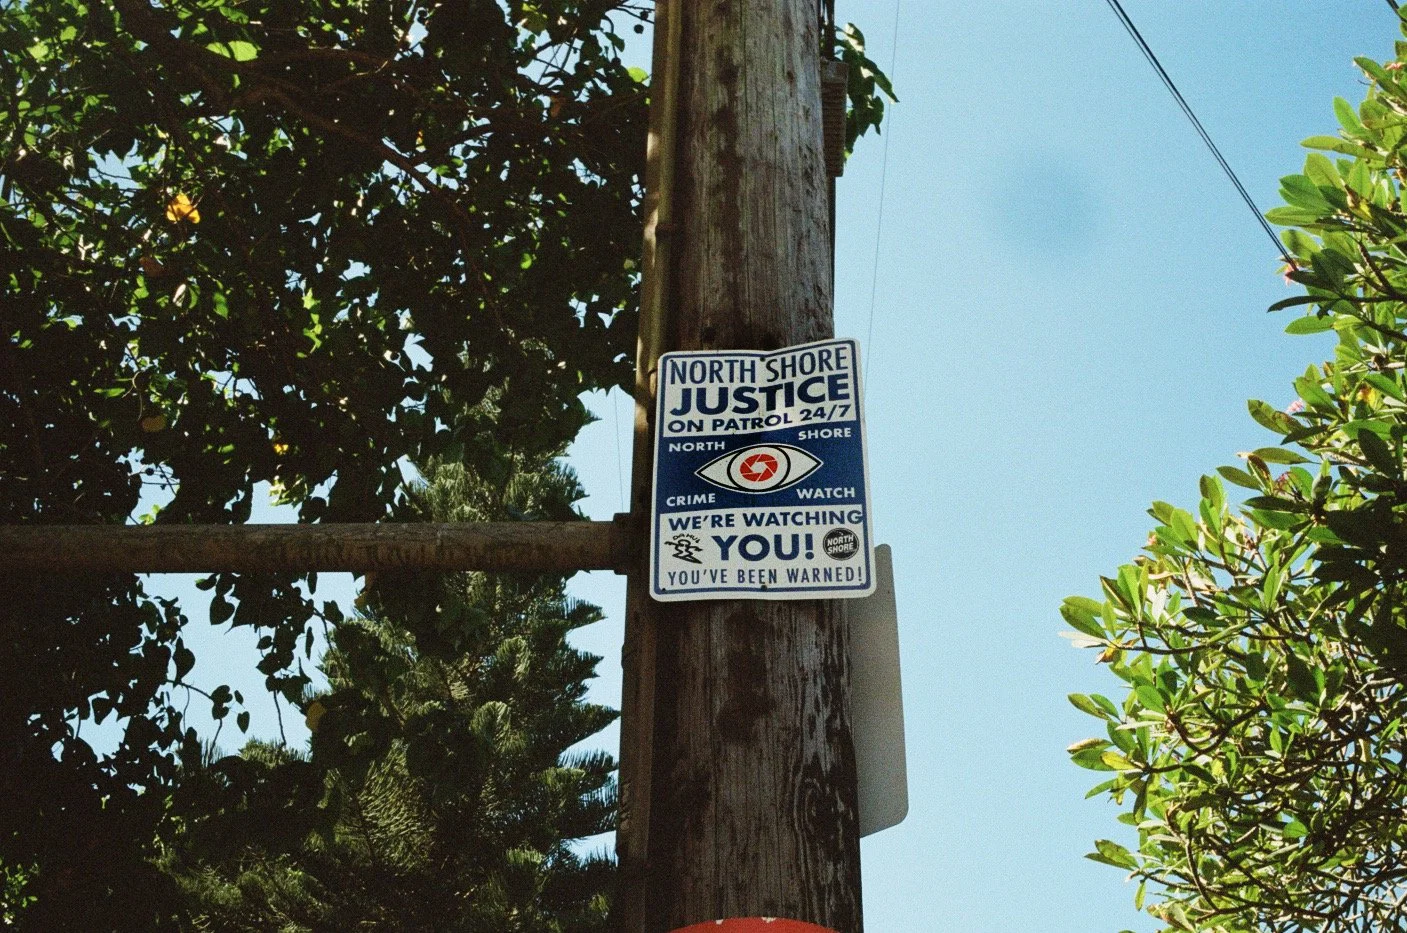 NORTH SHORE
JUSTICE
ON PATROL 24/7
NORTH SHORE
CRIME WATCH
WE'RE WATCHING
YOU!
NORTH
SHORE
YOU'VE BEEN WARNED!